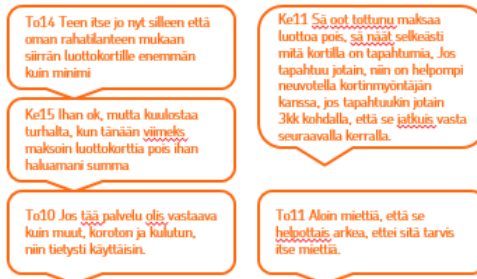 To14 Teen itse jo nyt silleen että
oman rahatilanteen mukaan
siirrän luottokortille enemmän
kuin minimi
Ke15 Ihan ok, mutta kuulostaa
turhalta, kun tänään viimeks
maksoin luottokorttia pois ihan
haluamani summa
To10 Jos tää palvelu olis vastaava
kuin muut, koroton ja kulutun,
niin tietysti käyttäisin.
Ke11 Sä oot tottunu maksaa
luottoa pois, sä näät selkeästi
mitä kortilla on tapahtumia, Jos
tapahtuu jotain, niin on helpompi
neuvotella kortinmyöntäjän
kanssa, jos tapahtuukin jotain
3kk kohdalla, että se jatkuis vasta
seuraavalla kerralla.
To11 Aloin miettiä, että se
helpottais arkea, ettei sitä tarvis
itse miettiä.